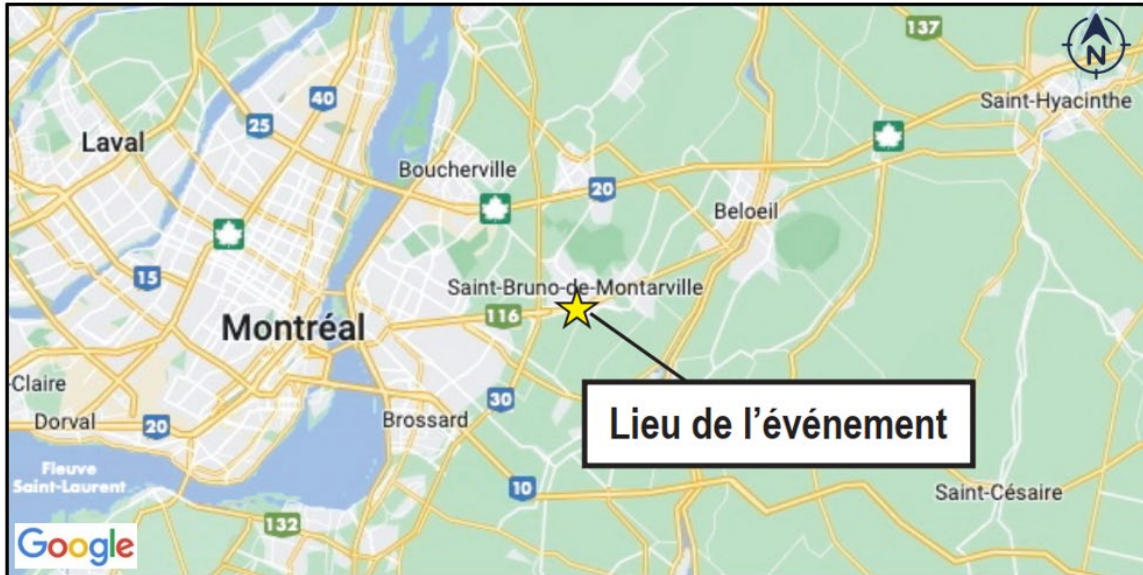 137
N
40
Saint-Hyacinthe
25
Laval
Boucherville
20
Beloeil
15
Saint-Bruno-de-Montarville
116
Montréal
-Claire
30
Dorval
20
Brossard
Lieu de l’événement
Fleuve
Saint-Laurent
10
Saint-Césaire
132
Google